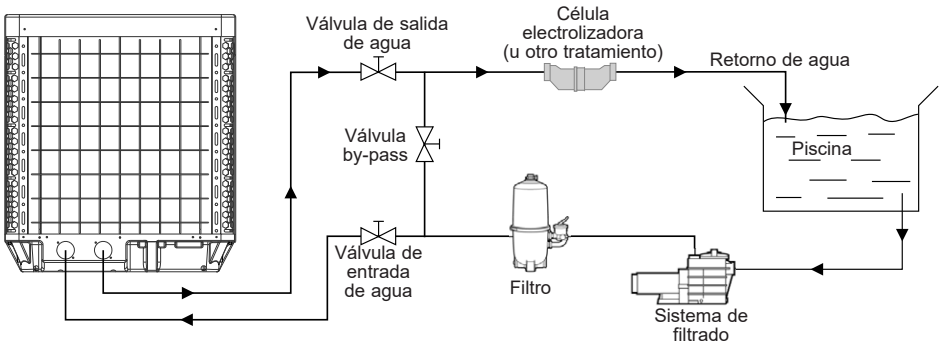 Válvula de salida
de agua
Célula
electrolizadora
(u otro tratamiento)
Retorno de agua
Válvula
by-pass
Piscina
Válvula de
entrada
de agua
Filtro
Sistema de
filtrado